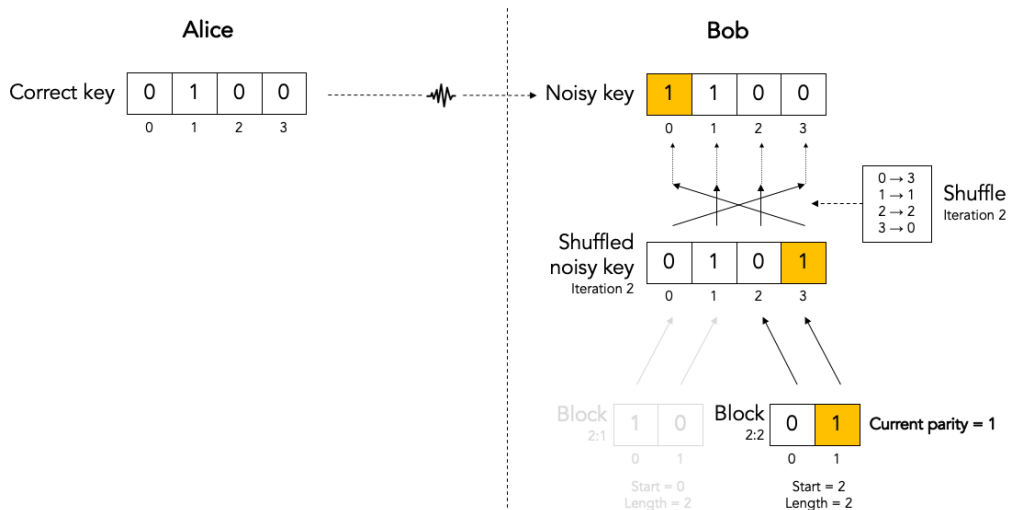 Alice
Bob
Correct key 0 1 0 0
0 1 2 3
Noisy key 1 1 0 0
0 1 2 3
0 → 3
1 → 1
2 → 2
3 → 0
Shuffle
Iteration 2
Shuffled
noisy key
Iteration 2
0 1 0 1
0 1 2 3
Block
2:1
1 0
0 1
Start = 0
Length = 2
Block
2:2
0 1
0 1
Start = 2
Length = 2
Current parity = 1